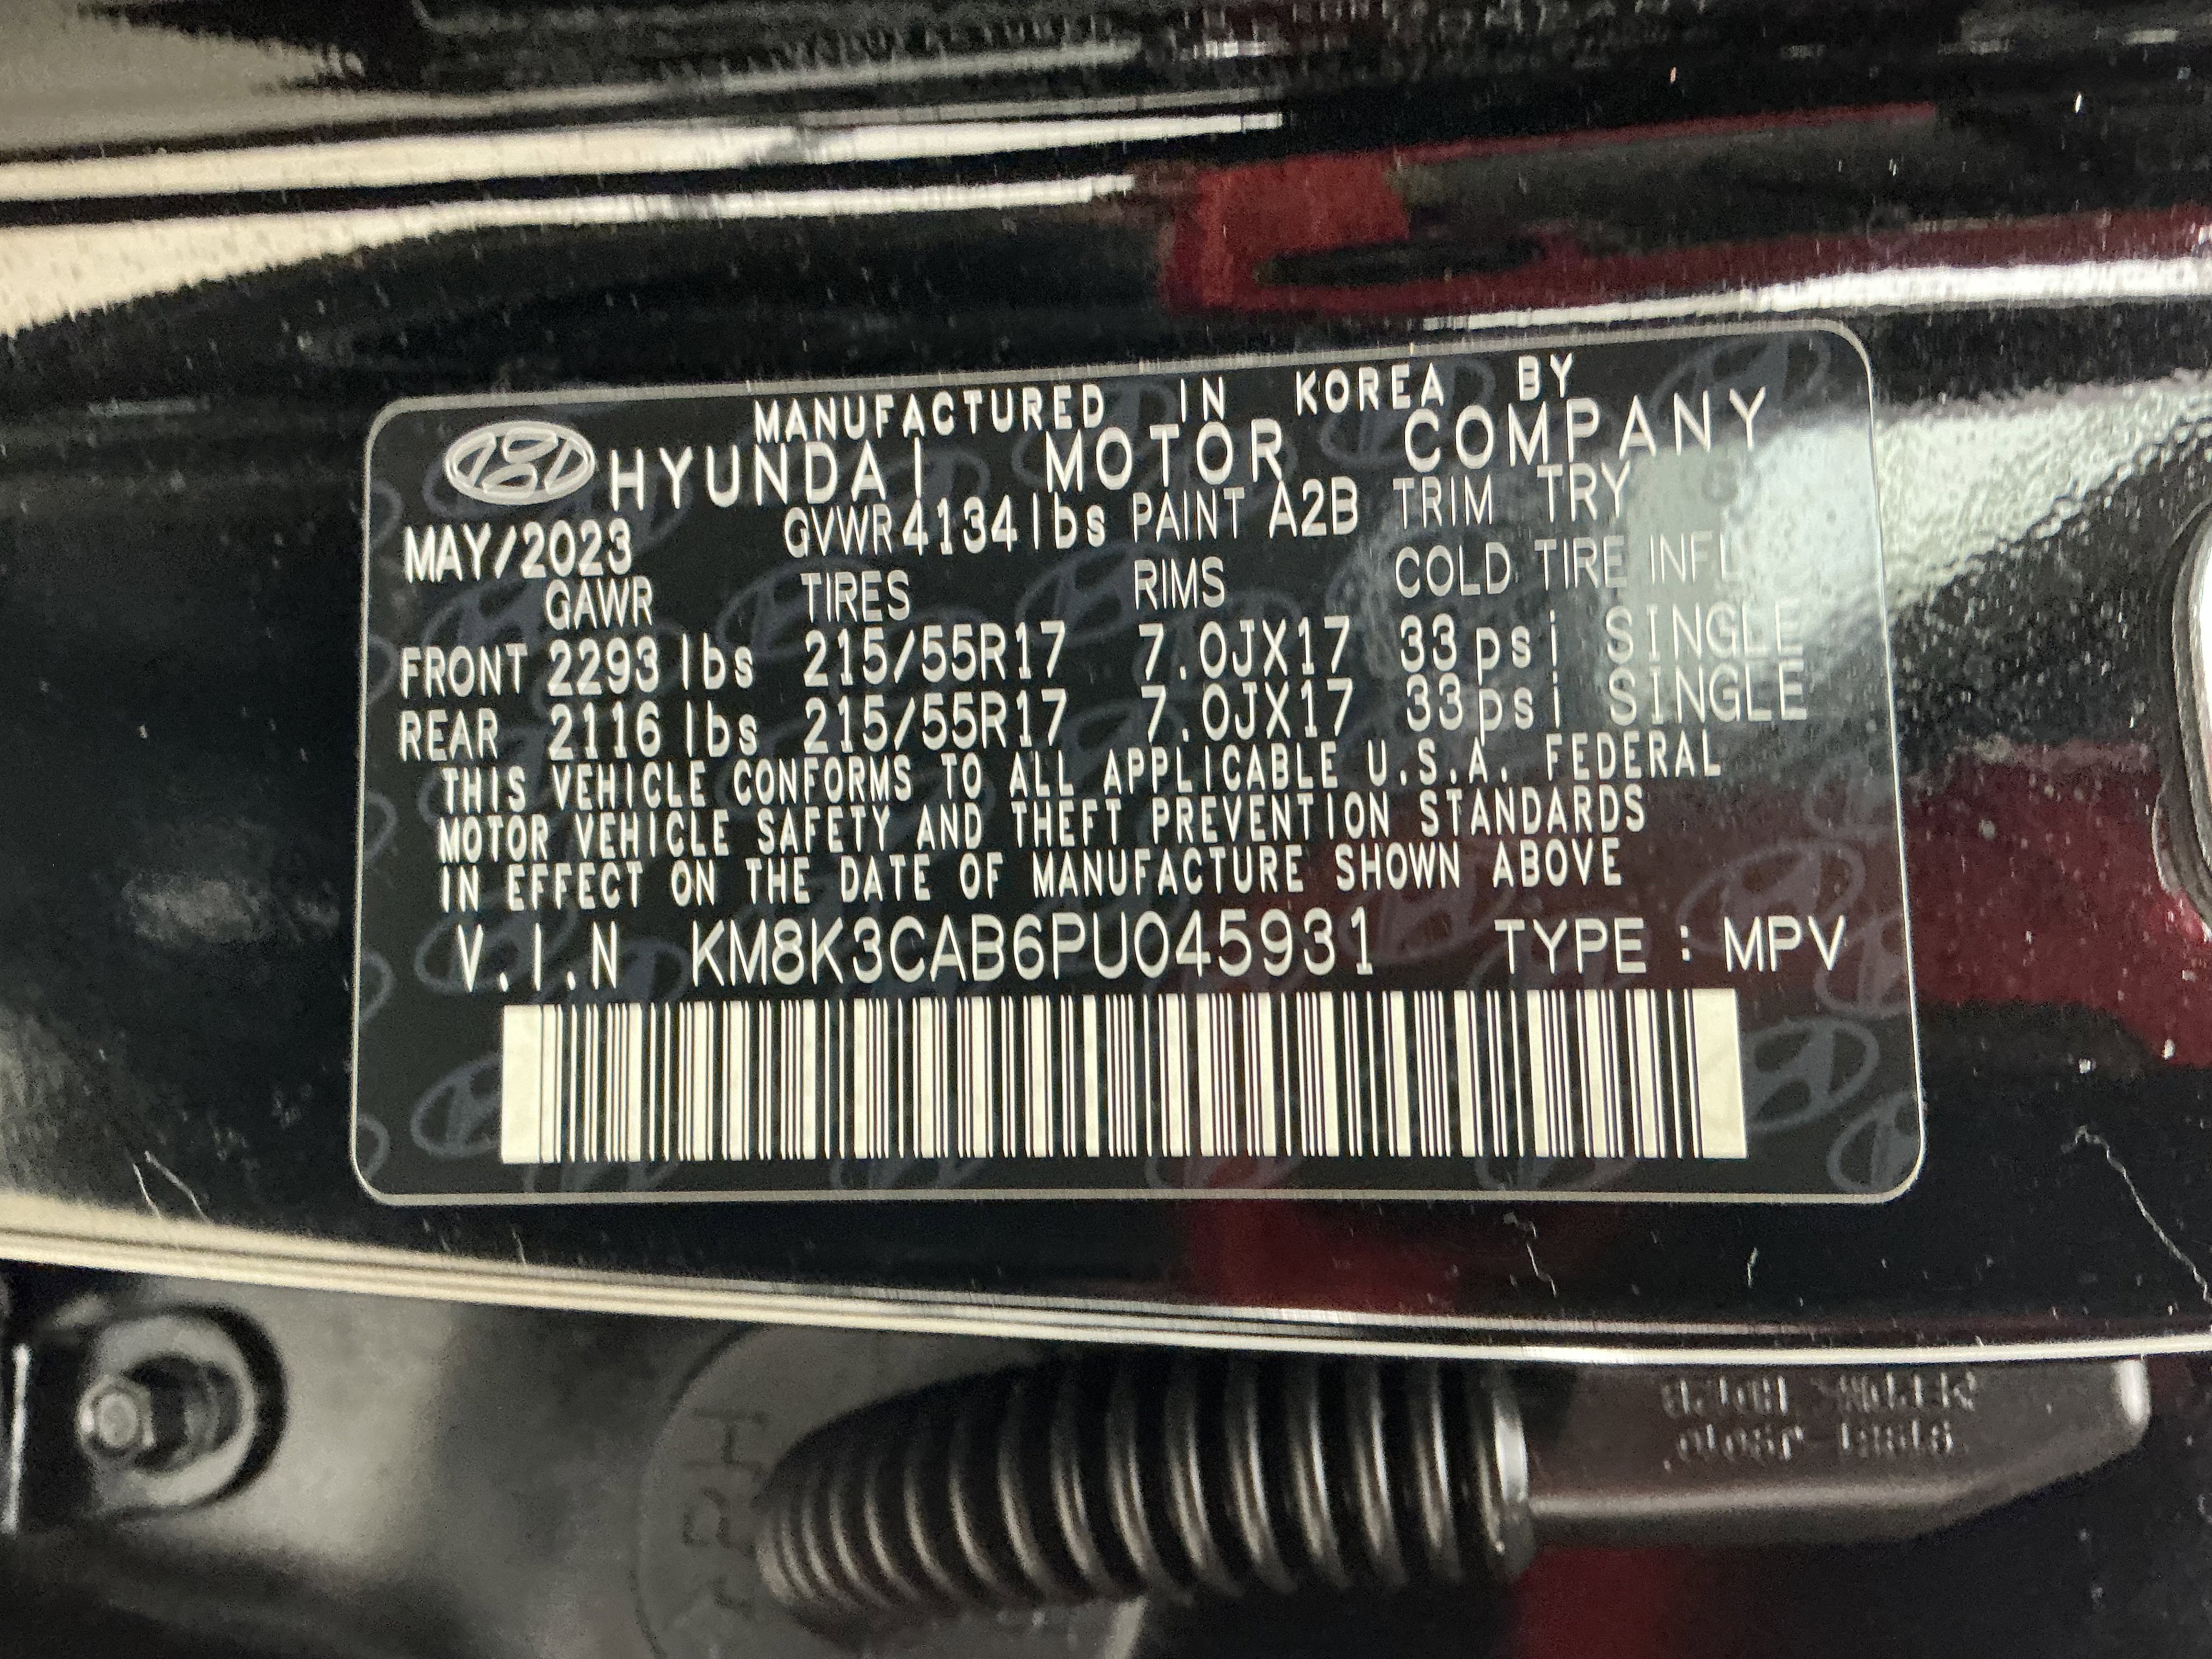 MANUFACTURED IN KOREA BY
HYUNDAI MOTOR COMPANY
MAY/2023 GVWR 4134 lbs PAINT A2B TRIM TRY
GAWR TIRES RIMS COLD TIRE INFL
FRONT 2293 lbs 215/55R17 7.0JX17 33 psi SINGLE
REAR 2116 lbs 215/55R17 7.0JX17 33 psi SINGLE
THIS VEHICLE CONFORMS TO ALL APPLICABLE U.S.A. FEDERAL
MOTOR VEHICLE SAFETY AND THEFT PREVENTION STANDARDS
IN EFFECT ON THE DATE OF MANUFACTURE SHOWN ABOVE
V.I.N KM8K3CAB6PU045931 TYPE : MPV